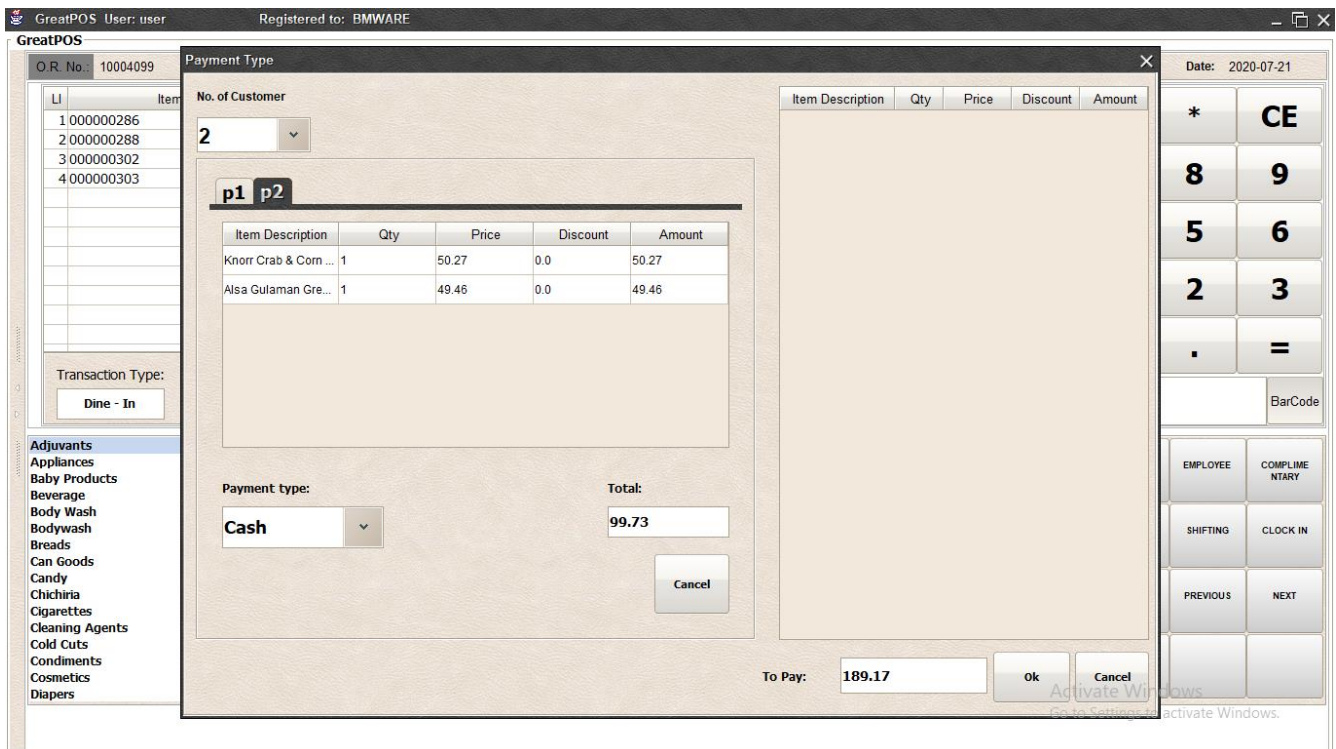 GreatPOS User: user Registered to: BMWARE
GreatPOS
O.R. No.: 10004099 Payment Type Date: 2020-07-21
LI Item
1 000000286
2 000000288
3 000000302
4 000000303
Transaction Type:
Dine - In
No. of Customer
2
p1 p2
Item Description Qty Price Discount Amount
Knorr Crab & Corn ... 1 50.27 0.0 50.27
Alsa Gulaman Gre... 1 49.46 0.0 49.46
Payment type: Total:
Cash 99.73
Cancel
Item Description Qty Price Discount Amount
To Pay: 189.17 Ok Cancel
* CE
8 9
5 6
2 3
. =
BarCode
Adjuvants
Appliances
Baby Products
Beverage
Body Wash
Bodywash
Breads
Can Goods
Candy
Chichiria
Cigarettes
Cleaning Agents
Cold Cuts
Condiments
Cosmetics
Diapers
EMPLOYEE COMPLIME
NTARY
SHIFTING CLOCK IN
PREVIOUS NEXT
Activate Windows
Go to Settings to activate Windows.